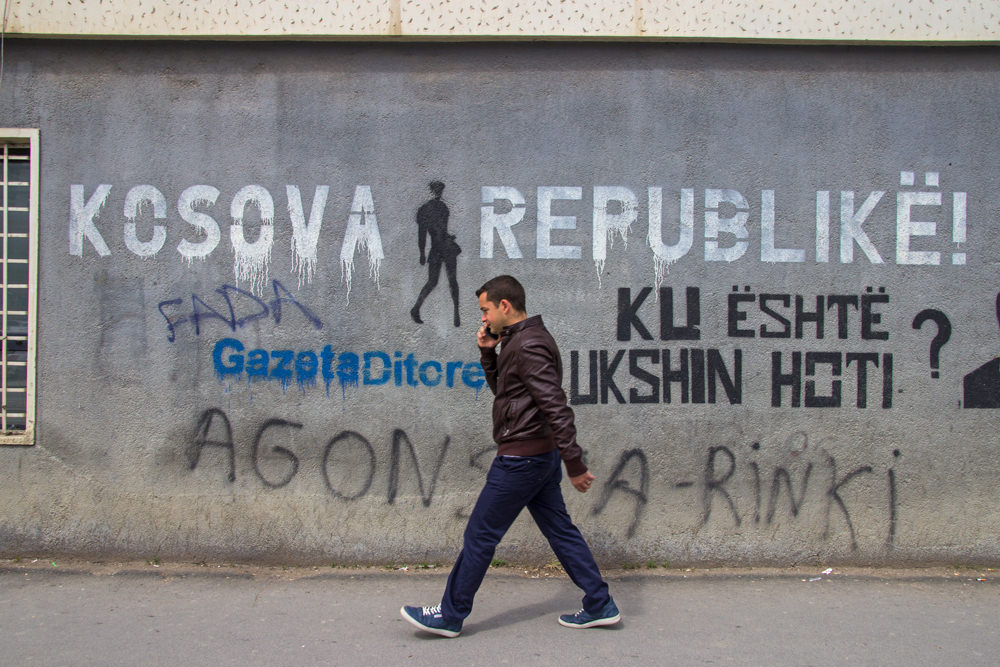 KOSOVA REPUBLIKË!
FADA
KU ËSHTË
UKSHIN HOTI ?
GazetaDitore
AGON
A-RiNKi